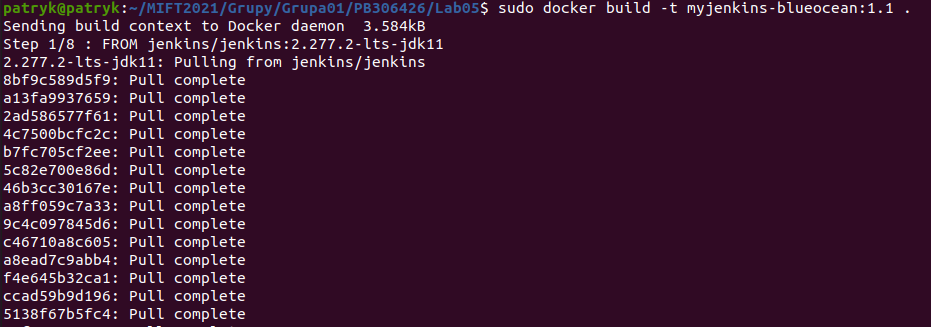 patryk@patryk:~/MIFT2021/Grupy/Grupa01/PB306426/Lab05$ sudo docker build -t myjenkins-blueocean:1.1 .
Sending build context to Docker daemon  3.584kB
Step 1/8 : FROM jenkins/jenkins:2.277.2-lts-jdk11
2.277.2-lts-jdk11: Pulling from jenkins/jenkins
8bf9c589d5f9: Pull complete
a13fa9937659: Pull complete
2ad586577f61: Pull complete
4c7500bcfc2c: Pull complete
b7fc705cf2ee: Pull complete
5c82e700e86d: Pull complete
46b3cc30167e: Pull complete
a8ff059c7a33: Pull complete
9c4c097845d6: Pull complete
c46710a8c605: Pull complete
a8ead7c9abb4: Pull complete
f4e645b32ca1: Pull complete
ccad59b9d196: Pull complete
5138f67b5fc4: Pull complete